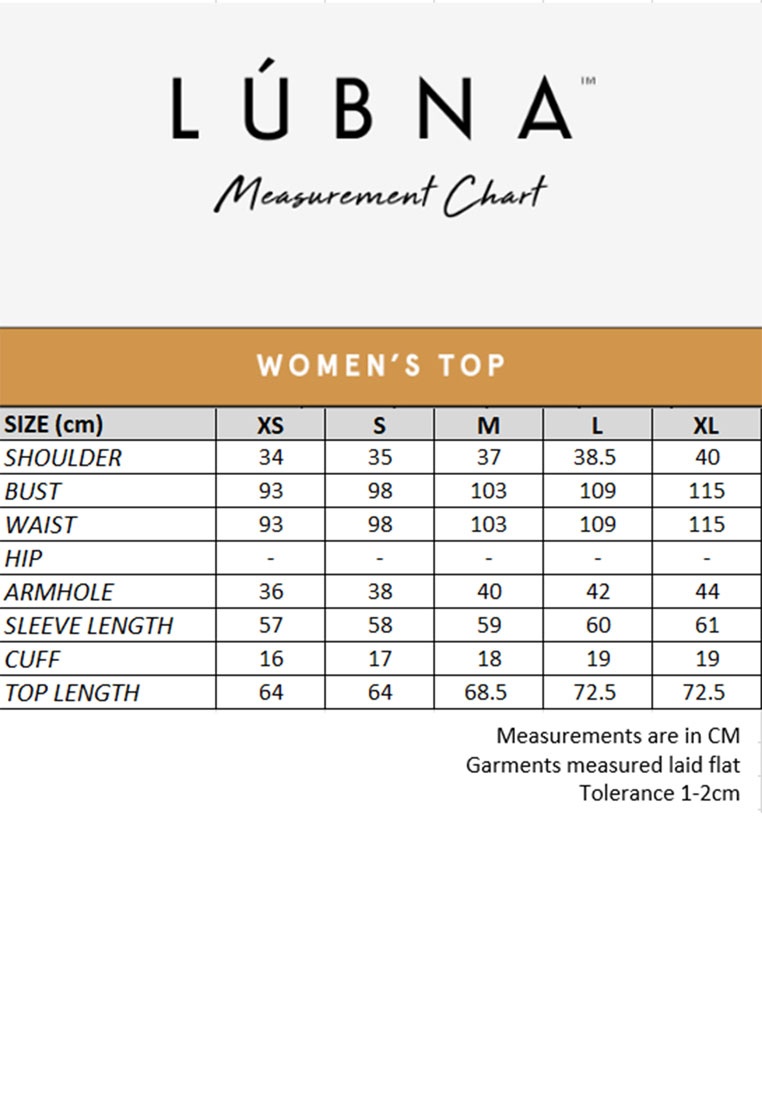 LÚBNA™
Measurement Chart
WOMEN'S TOP
SIZE (cm) XS S M L XL
SHOULDER 34 35 37 38.5 40
BUST 93 98 103 109 115
WAIST 93 98 103 109 115
HIP - - - - -
ARMHOLE 36 38 40 42 44
SLEEVE LENGTH 57 58 59 60 61
CUFF 16 17 18 19 19
TOP LENGTH 64 64 68.5 72.5 72.5
Measurements are in CM
Garments measured laid flat
Tolerance 1-2cm